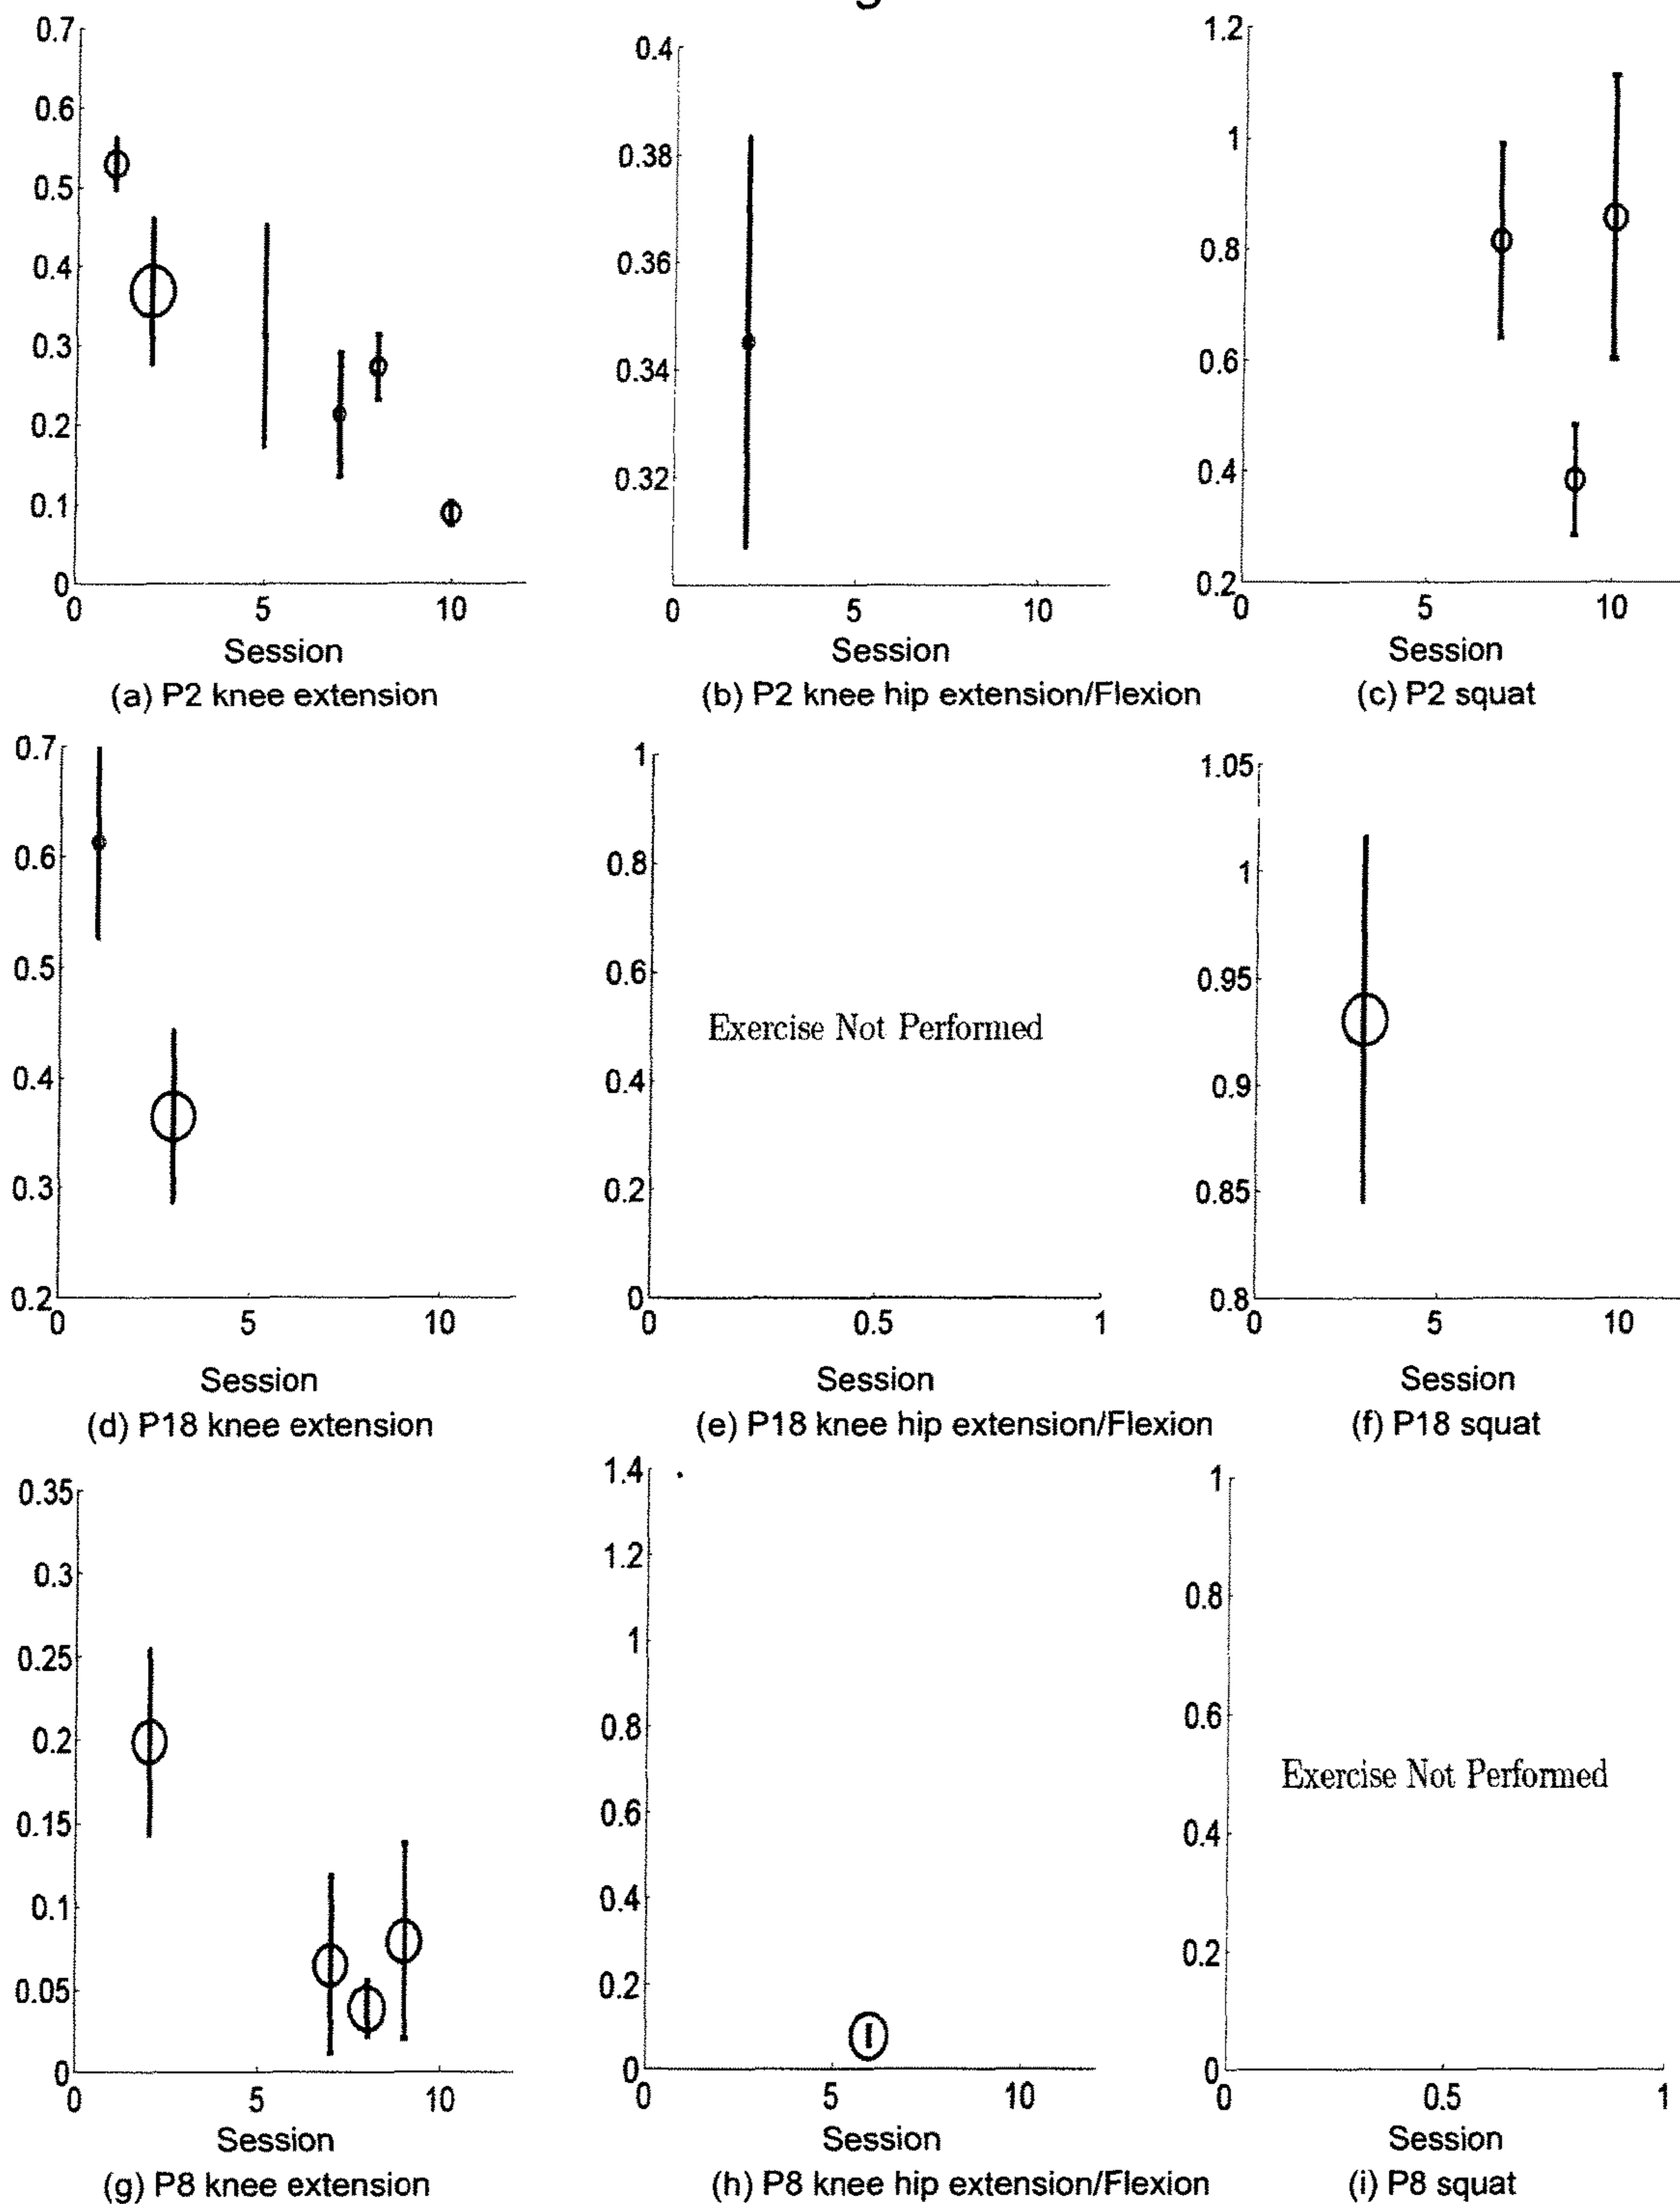 0.7
0.6
0.5
0.4
0.3
0.2
0.1
0
0 5 10
Session
(a) P2 knee extension
0.4
0.38
0.36
0.34
0.32
0 5 10
Session
(b) P2 knee hip extension/Flexion
1.2
1
0.8
0.6
0.4
0.2
0 5 10
Session
(c) P2 squat
0.7
0.6
0.5
0.4
0.3
0.2
0 5 10
Session
(d) P18 knee extension
1
0.8
0.6
0.4
0.2
0
Exercise Not Performed
0 0.5 1
Session
(e) P18 knee hip extension/Flexion
1.05
1
0.95
0.9
0.85
0.8
0 5 10
Session
(f) P18 squat
0.35
0.3
0.25
0.2
0.15
0.1
0.05
0
0 5 10
Session
(g) P8 knee extension
1.4
1.2
1
0.8
0.6
0.4
0.2
0
0 5 10
Session
(h) P8 knee hip extension/Flexion
1
0.8
0.6
0.4
0.2
0
Exercise Not Performed
0 0.5 1
Session
(i) P8 squat